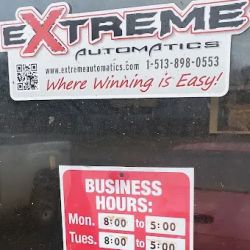 EXTREME
AUTOMATICS
www.extremeautomatics.com 1-513-898-0553
Where Winning is Easy!
BUSINESS
HOURS:
Mon. 8:00 to 5:00
Tues. 8:00 to 5:00